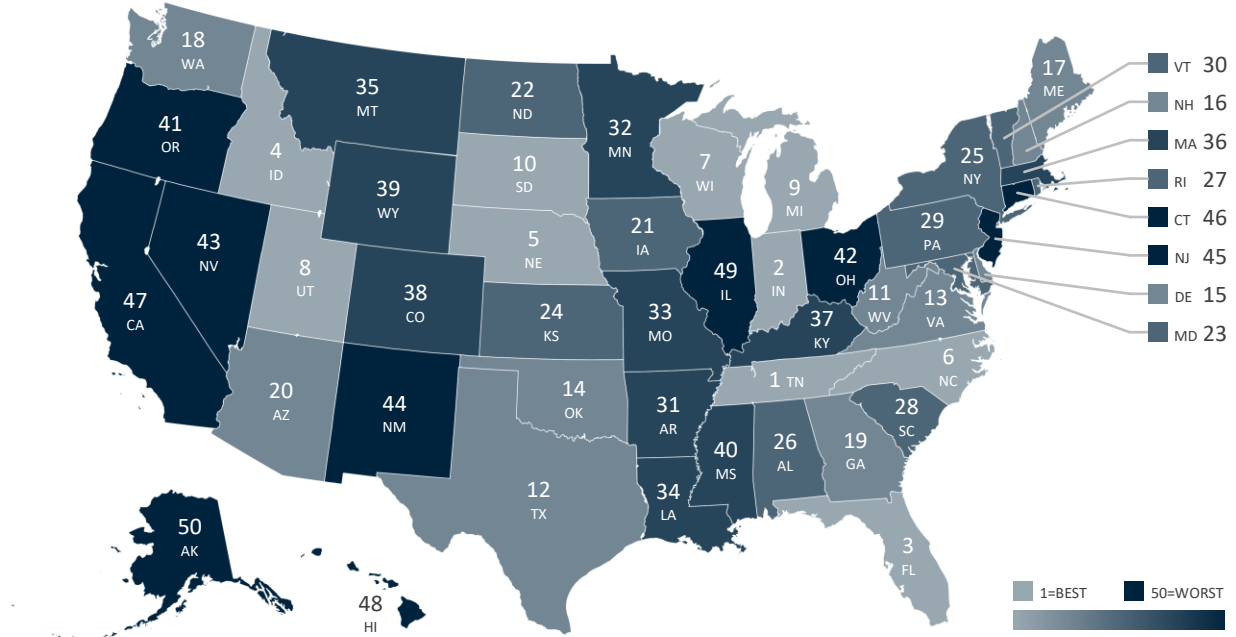 18
WA
41
OR
4
ID
35
MT
22
ND
32
MN
10
SD
39
WY
7
WI
9
MI
17
ME
25
NY
VT 30
NH 16
MA 36
RI 27
CT 46
NJ 45
DE 15
MD 23
43
NV
47
CA
8
UT
38
CO
5
NE
21
IA
49
IL
2
IN
42
OH
29
PA
11
WV
13
VA
24
KS
33
MO
37
KY
1 TN
6
NC
20
AZ
44
NM
14
OK
31
AR
28
SC
12
TX
34
LA
40
MS
26
AL
19
GA
3
FL
50
AK
48
HI
1=BEST
50=WORST